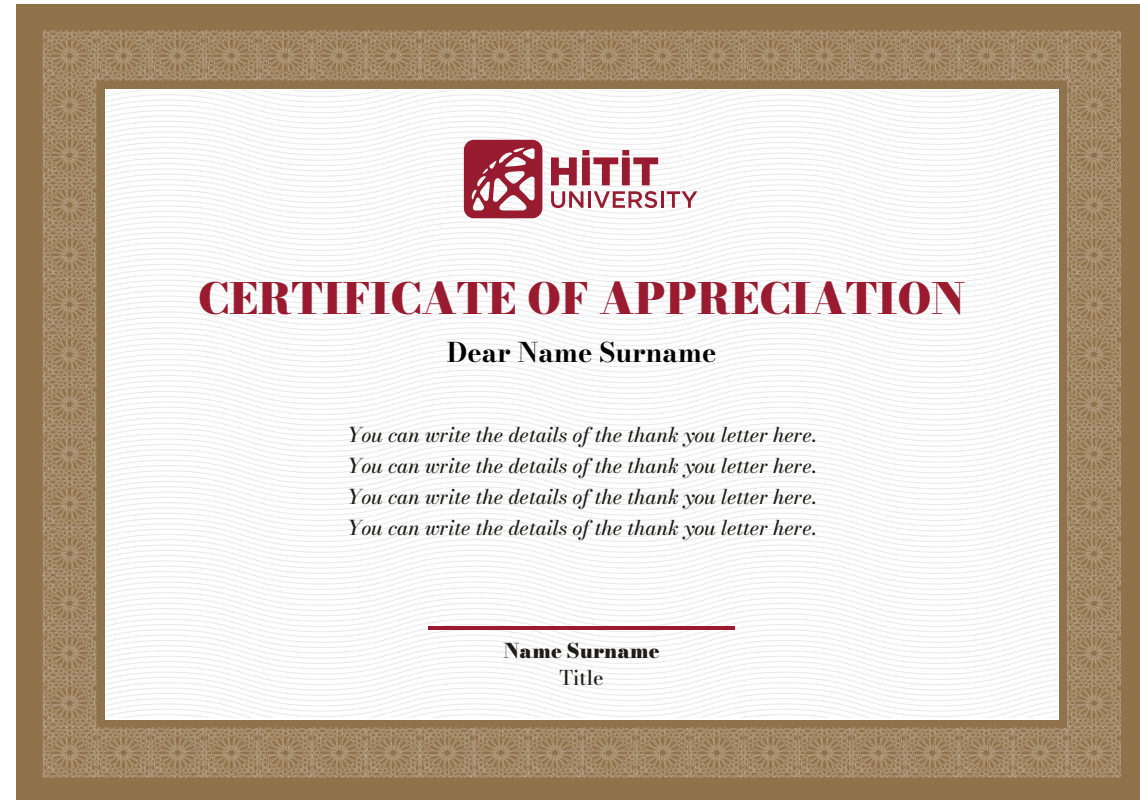 HİTİT
UNIVERSITY
CERTIFICATE OF APPRECIATION
Dear Name Surname
You can write the details of the thank you letter here.
You can write the details of the thank you letter here.
You can write the details of the thank you letter here.
You can write the details of the thank you letter here.
Name Surname
Title